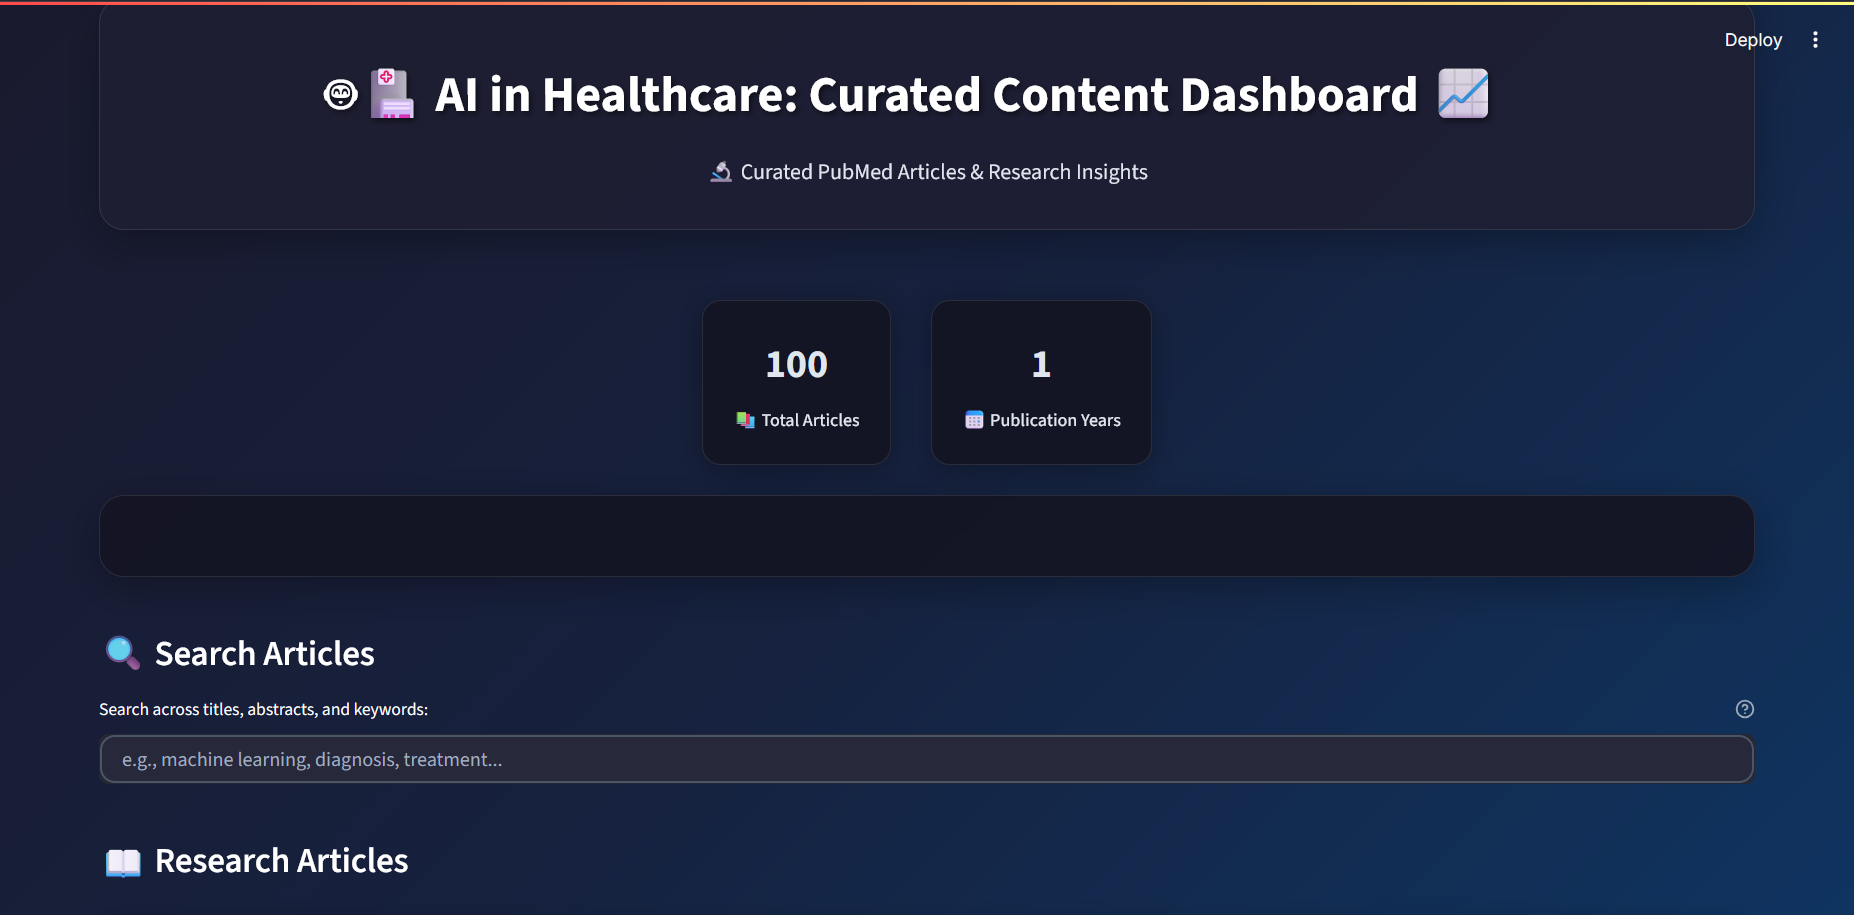 Deploy
AI in Healthcare: Curated Content Dashboard
Curated PubMed Articles & Research Insights
100
Total Articles
1
Publication Years
Search Articles
Search across titles, abstracts, and keywords:
e.g., machine learning, diagnosis, treatment...
Research Articles